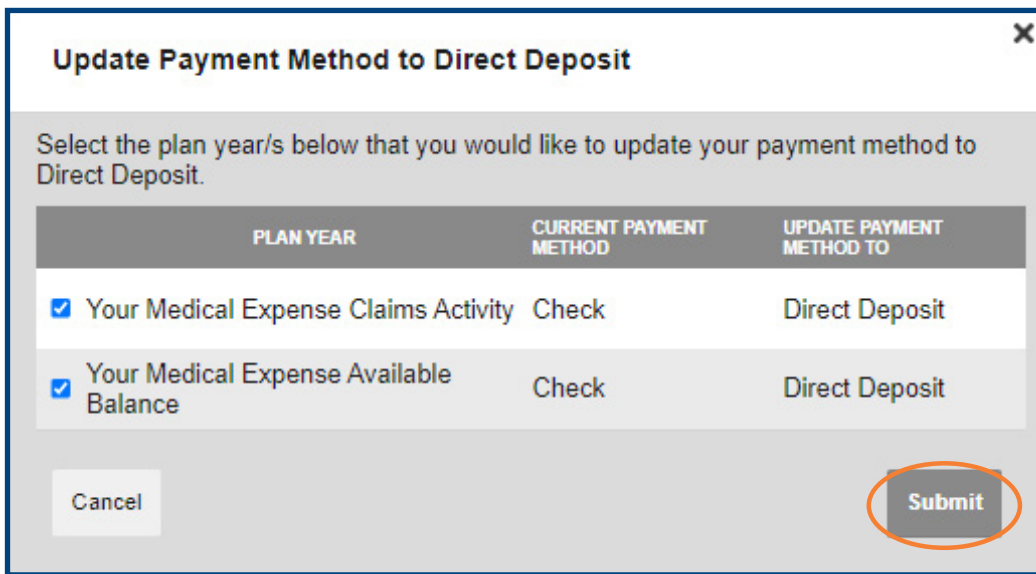 Update Payment Method to Direct Deposit
Select the plan year/s below that you would like to update your payment method to
Direct Deposit.
PLAN YEAR CURRENT PAYMENT METHOD UPDATE PAYMENT METHOD TO
Your Medical Expense Claims Activity Check Direct Deposit
Your Medical Expense Available
Balance Check Direct Deposit
Cancel Submit